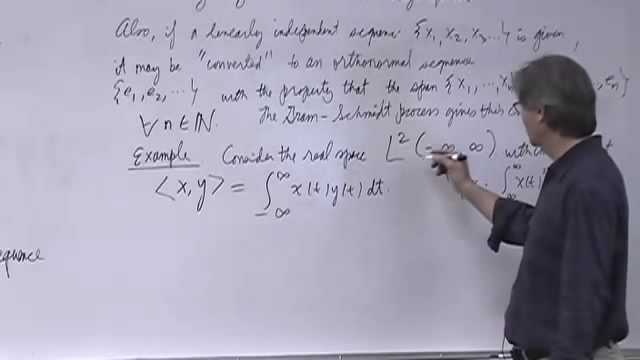 Also, if a linearly independent sequence {x₁, x₂, x₃, ...} is given,
it may be "converted" to an orthonormal sequence
{e₁, e₂, ...} with the property that the span {x₁, ..., eₙ}
∀ n ∈ ℕ. The Gram-Schmidt process gives this
Example Consider the real space L² (-∞, ∞) with
⟨x, y⟩ = ∫_{-∞}^{∞} x(t) y(t) dt. ∫ x(t)
equence